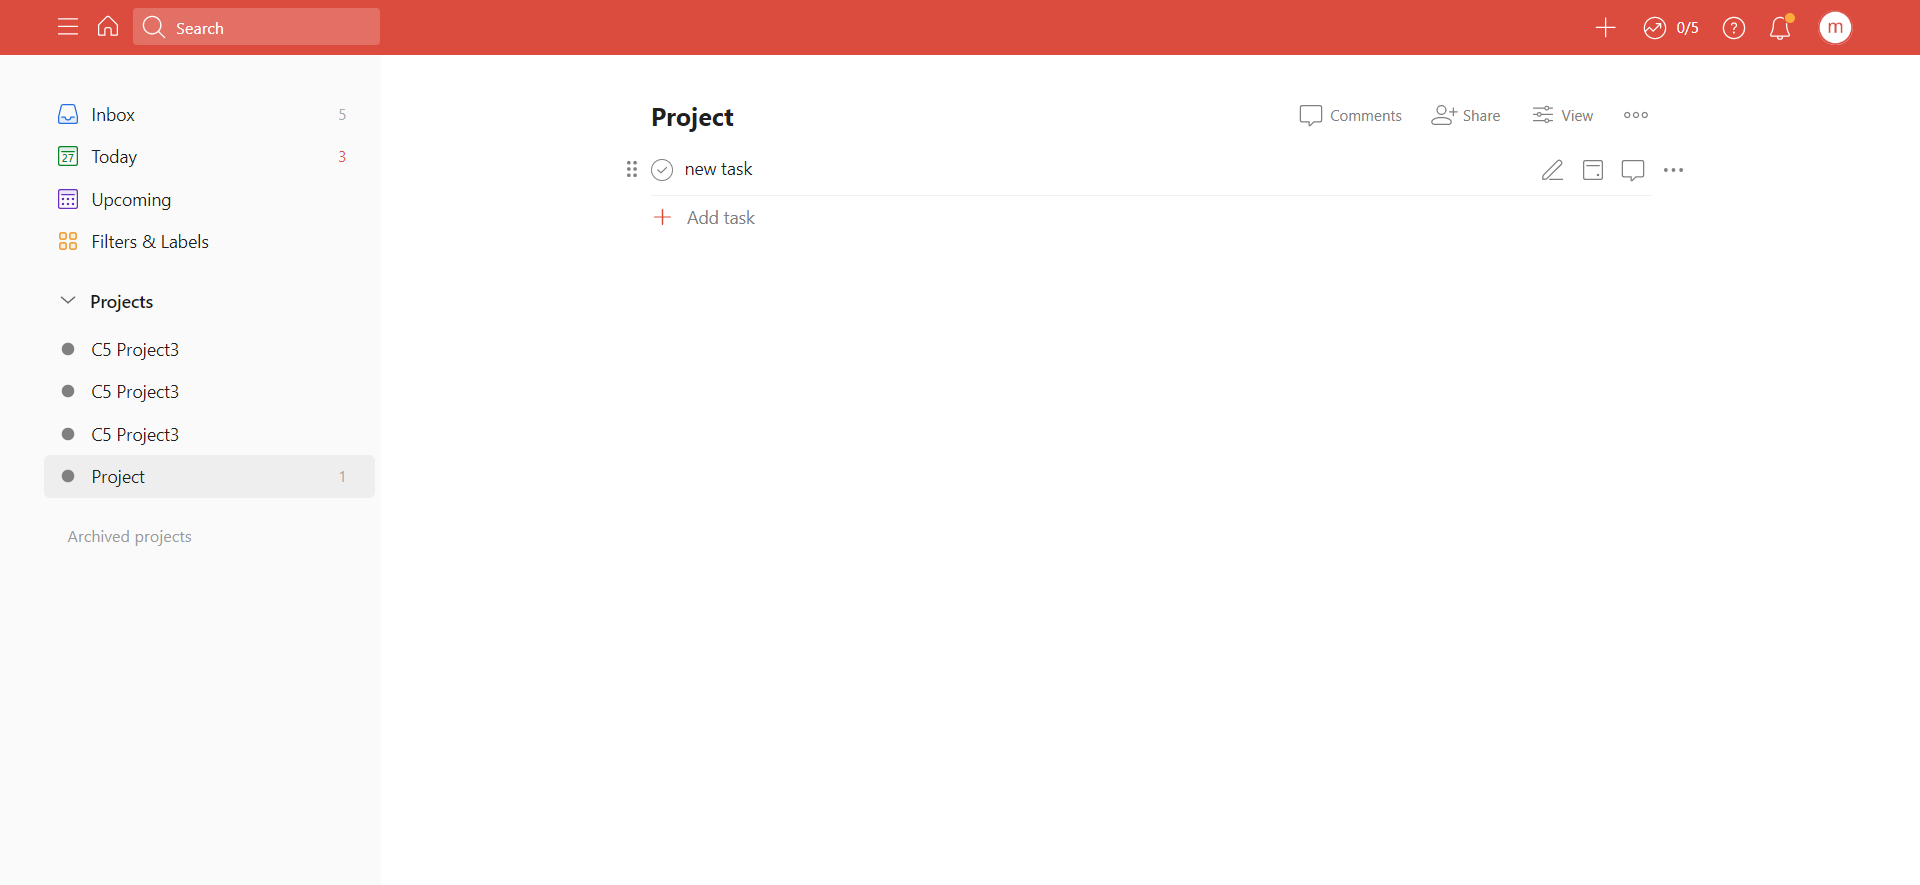 Search
0/5
m
Inbox 5
27 Today 3
Upcoming
Filters & Labels
Projects
C5 Project3
C5 Project3
C5 Project3
Project 1
Archived projects
Project
Comments Share View
new task
Add task